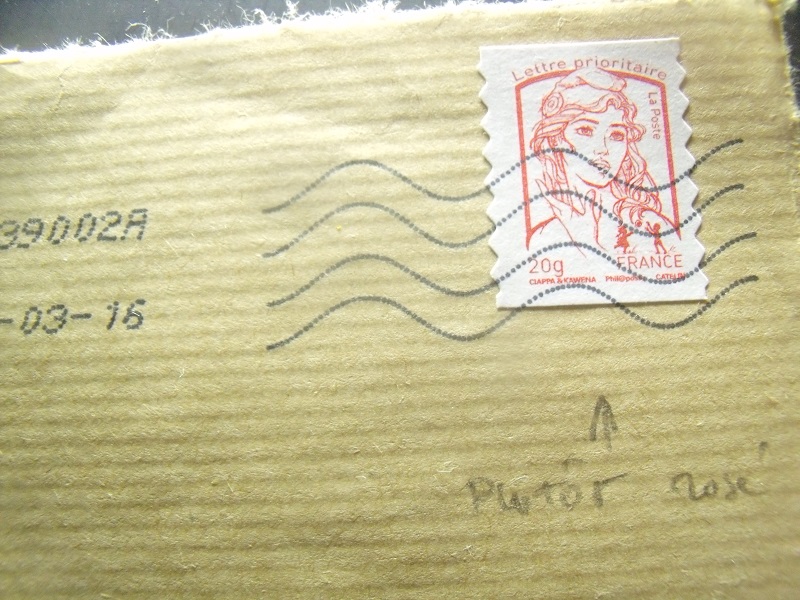 Lettre prioritaire
La Poste
20g FRANCE
CIAPPA & KAWENA
39002A
-03-16
Plutôt rosé